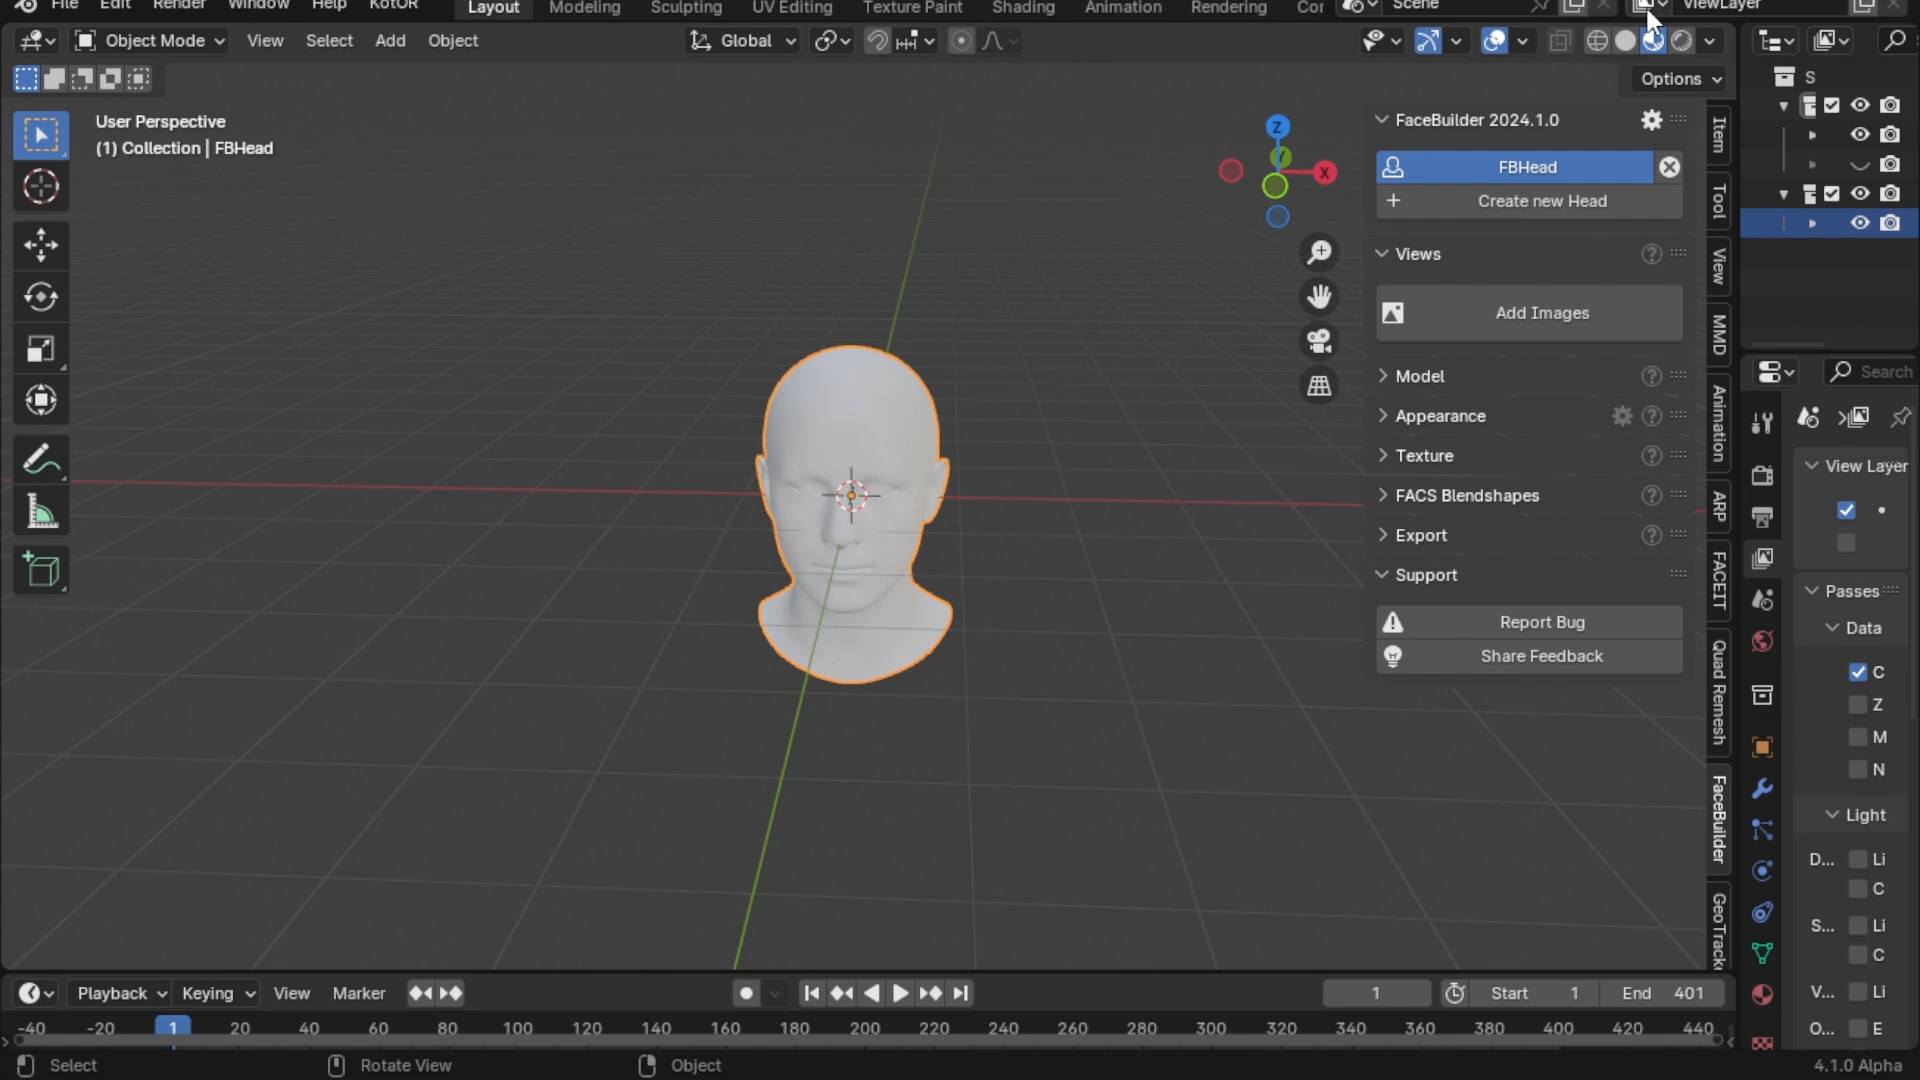 File Edit Render Window Help KotOR Layout Modeling Sculpting UV Editing Texture Paint Shading Animation Rendering Cor Scene ViewLayer
Object Mode View Select Add Object Global
Options
User Perspective
(1) Collection | FBHead
Z
Y
X
FaceBuilder 2024.1.0
FBHead
Create new Head
Views
Add Images
Model
Appearance
Texture
FACS Blendshapes
Export
Support
Report Bug
Share Feedback
Item
Tool
View
MMD
Animation
ARP
FACEIT
Quad Remesh
FaceBuilder
GeoTracke
S
Search
View Layer
Passes
Data
C
Z
M
N
Light
D... Li
C
S... Li
C
V... Li
O... E
Playback Keying View Marker 1 Start 1 End 401
-40 -20 1 20 40 60 80 100 120 140 160 180 200 220 240 260 280 300 320 340 360 380 400 420 440
Select Rotate View Object 4.1.0 Alpha